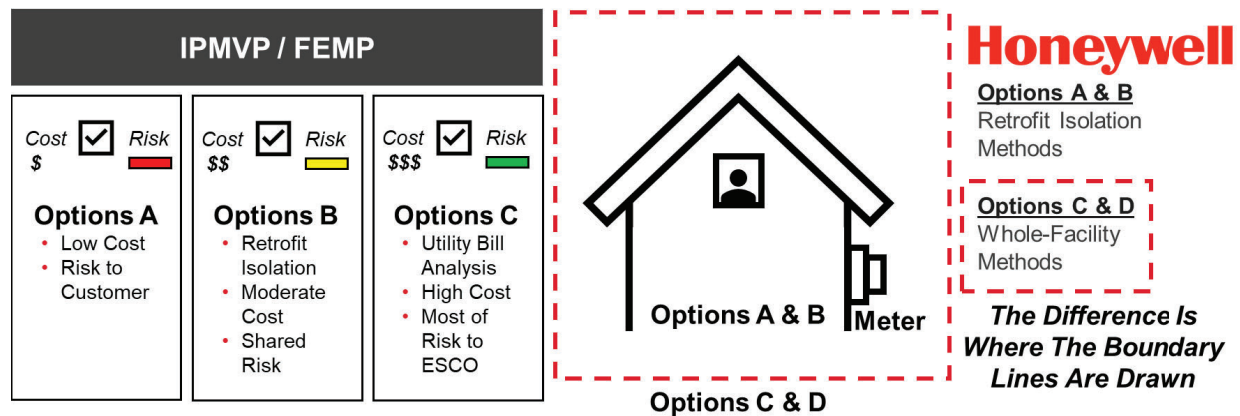 IPMVP / FEMP
Cost
$
Risk
Options A
• Low Cost
• Risk to
Customer
Cost
$$
Risk
Options B
• Retrofit
Isolation
• Moderate
Cost
• Shared
Risk
Cost
$$$
Risk
Options C
• Utility Bill
Analysis
• High Cost
• Most of
Risk to
ESCO
Options A & B
Meter
Options C & D
Honeywell
Options A & B
Retrofit Isolation
Methods
Options C & D
Whole-Facility
Methods
The Difference Is
Where The Boundary
Lines Are Drawn